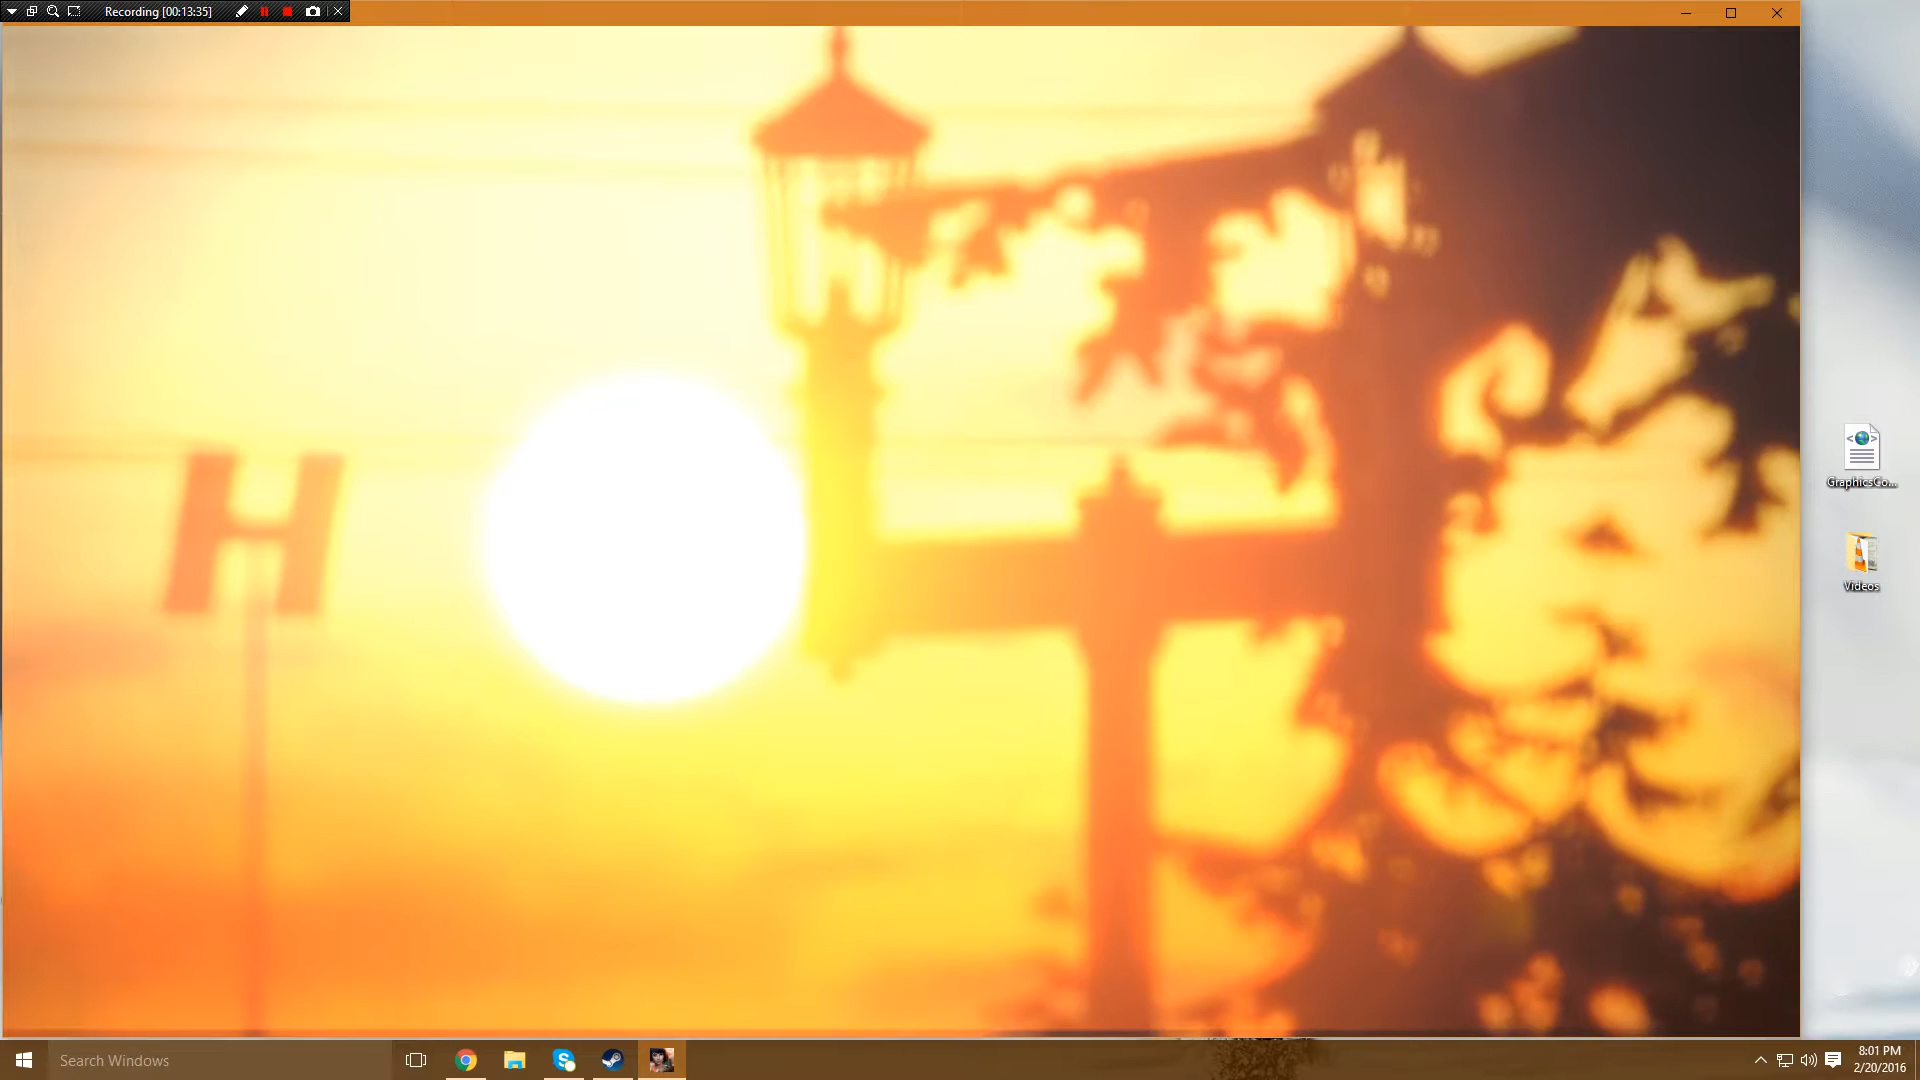 Recording [00:13:35]
H
GraphicsCo...
Videos
Search Windows
8:01 PM
2/20/2016